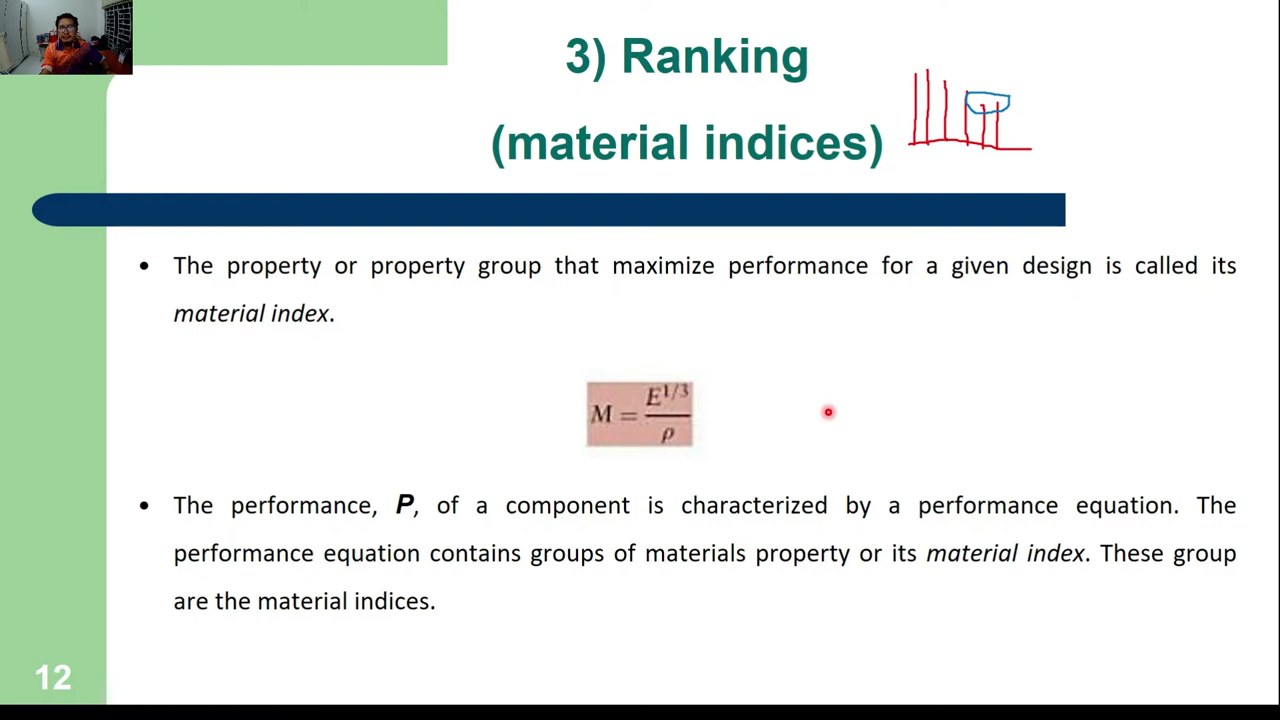 3) Ranking
(material indices)
• The property or property group that maximize performance for a given design is called its
material index.
M = E^{1/3} / ρ
• The performance, P, of a component is characterized by a performance equation. The
performance equation contains groups of materials property or its material index. These group
are the material indices.
12